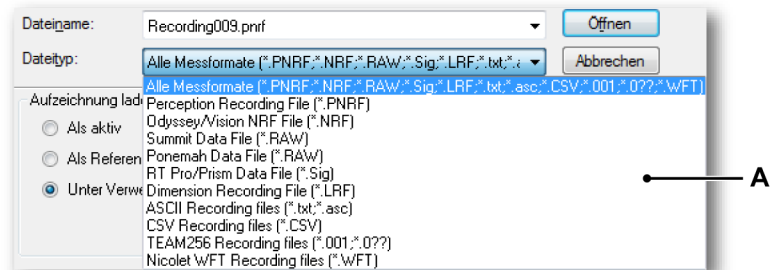 Dateiname:
Recording009.pnrf
Öffnen
Dateityp:
Alle Messformate (*.PNRF;*.NRF;*.RAW;*.Sig;*.LRF;*.txt;*.
Abbrechen
Alle Messformate (*.PNRF;*.NRF;*.RAW;*.Sig;*.LRF;*.txt;*.asc;*.CSV;*.001;*.0??;*.WFT)
Aufzeichnung lad
Perception Recording File (*.PNRF)
Odyssey/Vision NRF File (*.NRF)
Als aktiv
Summit Data File (*.RAW)
Als Referen
Ponemah Data File (*.RAW)
RT Pro/Prism Data File (*.Sig)
Unter Verwe
Dimension Recording File (*.LRF)
A
ASCII Recording files (*.txt;*.asc)
CSV Recording files (*.CSV)
TEAM256 Recording files (*.001;*.0??)
Nicolet WFT Recording files (*.WFT)